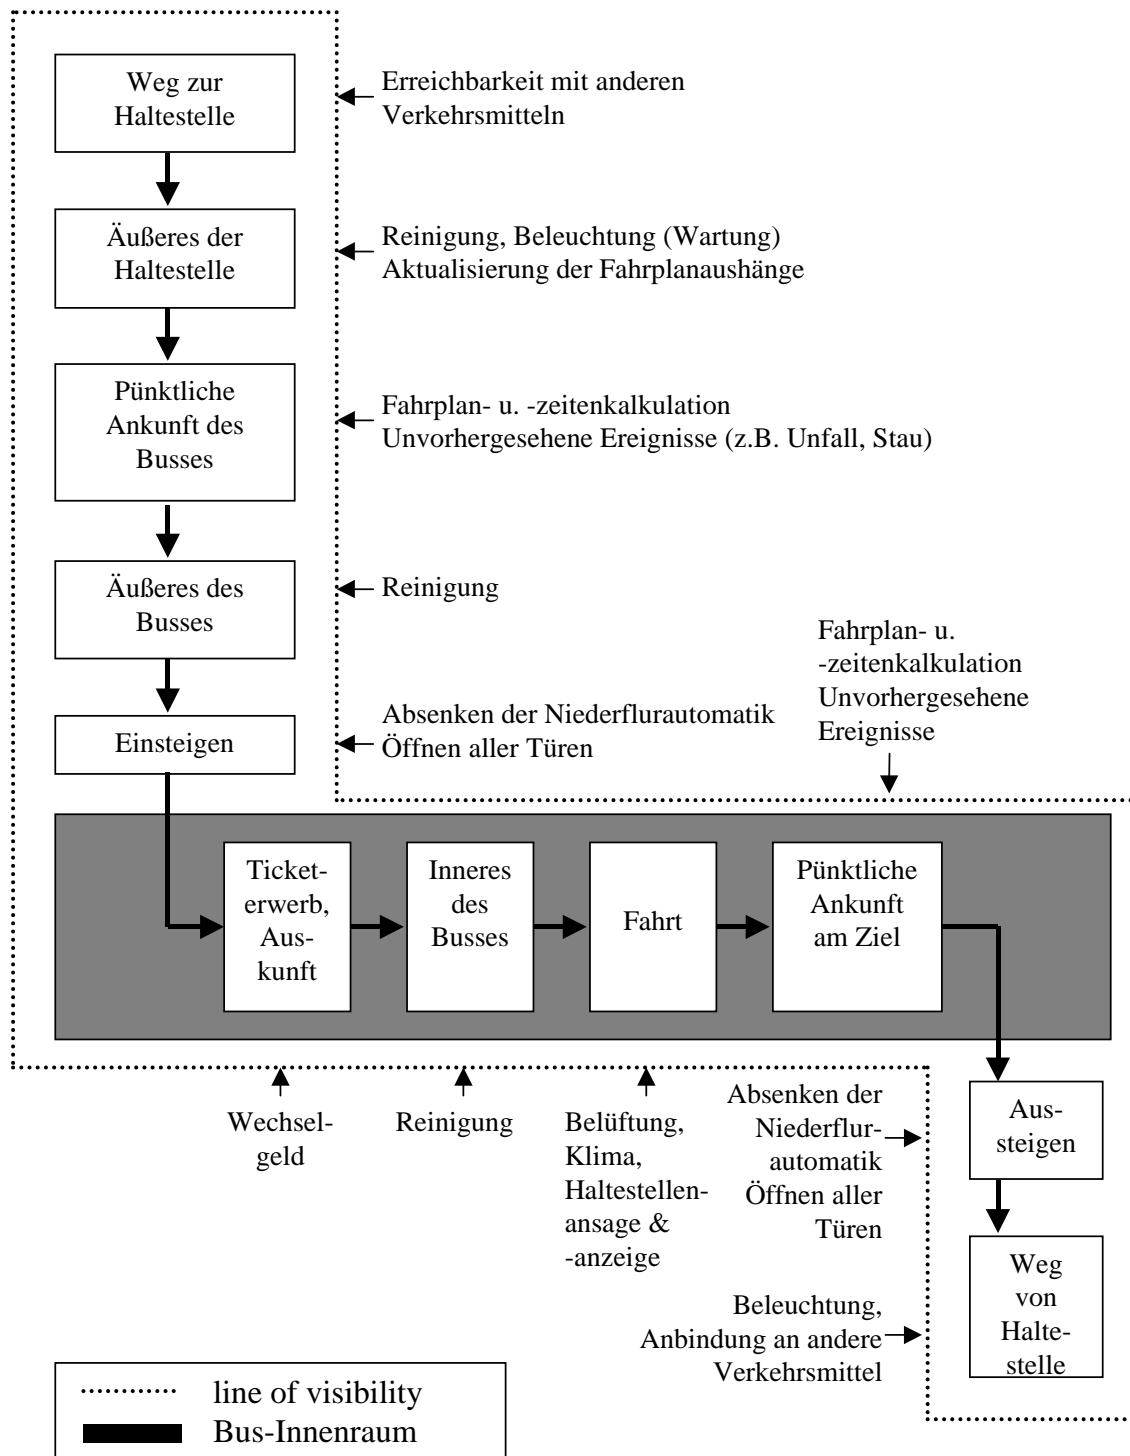 Weg zur
Haltestelle
Erreichbarkeit mit anderen
Verkehrsmitteln
Äußeres der
Haltestelle
Reinigung, Beleuchtung (Wartung)
Aktualisierung der Fahrplanaushänge
Pünktliche
Ankunft des
Busses
Fahrplan- u. -zeitenkalkulation
Unvorhergesehene Ereignisse (z.B. Unfall, Stau)
Äußeres des
Busses
Reinigung
Einsteigen
Absenken der Niederflurautomatik
Öffnen aller Türen
Fahrplan- u.
-zeitenkalkulation
Unvorhergesehene
Ereignisse
Ticket-
erwerb,
Aus-
kunft
Inneres
des
Busses
Fahrt
Pünktliche
Ankunft
am Ziel
Wechsel-
geld
Reinigung
Belüftung,
Klima,
Haltestellen-
ansage &
-anzeige
Absenken der
Niederflur-
automatik
Öffnen aller
Türen
Aus-
steigen
Beleuchtung,
Anbindung an andere
Verkehrsmittel
Weg
von
Halte-
stelle
line of visibility
Bus-Innenraum